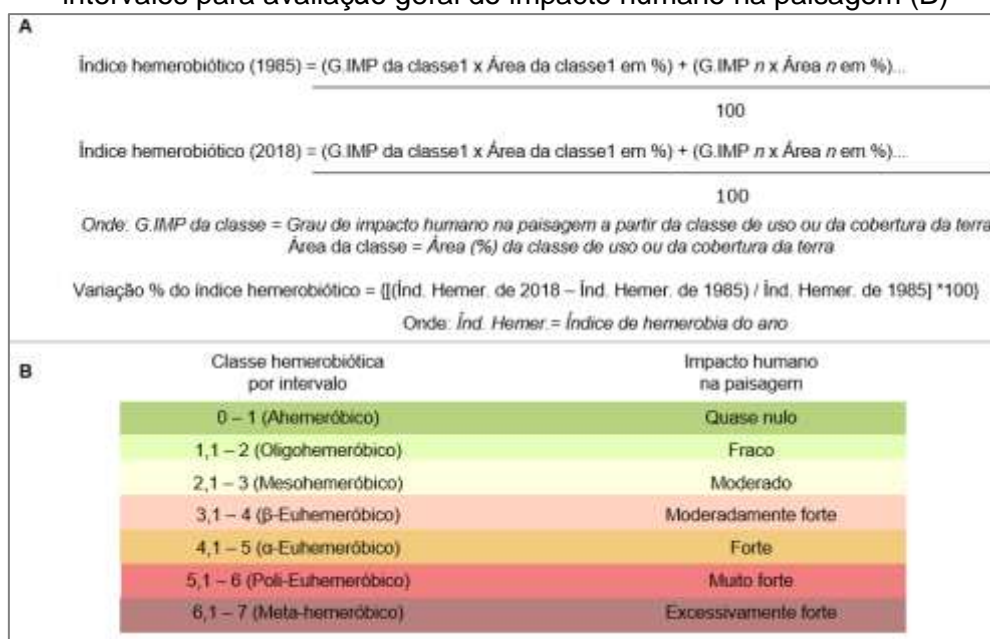 intervalos para avaliação geral do impacto humano na paisagem (B)
A
Índice hemerobiótico (1985) = (G.IMP da classe1 x Área da classe1 em %) + (G.IMP n x Área n em %)...
100
Índice hemerobiótico (2018) = (G.IMP da classe1 x Área da classe1 em %) + (G.IMP n x Área n em %)...
100
Onde: G.IMP da classe = Grau de impacto humano na paisagem a partir da classe de uso ou da cobertura da terra
Área da classe = Área (%) da classe de uso ou da cobertura da terra
Variação % do índice hemerobiótico = {[(Índ. Hemer. de 2018 – Índ. Hemer. de 1985) / Índ. Hemer. de 1985] *100}
Onde: Índ. Hemer.= Índice de hemerobia do ano
B
Classe hemerobiótica por intervalo Impacto humano na paisagem
0 – 1 (Ahemeróbico) Quase nulo
1,1 – 2 (Oligohemeróbico) Fraco
2,1 – 3 (Mesohemeróbico) Moderado
3,1 – 4 (β-Euhemeróbico) Moderadamente forte
4,1 – 5 (α-Euhemeróbico) Forte
5,1 – 6 (Poli-Euhemeróbico) Muito forte
6,1 – 7 (Meta-hemeróbico) Excessivamente forte